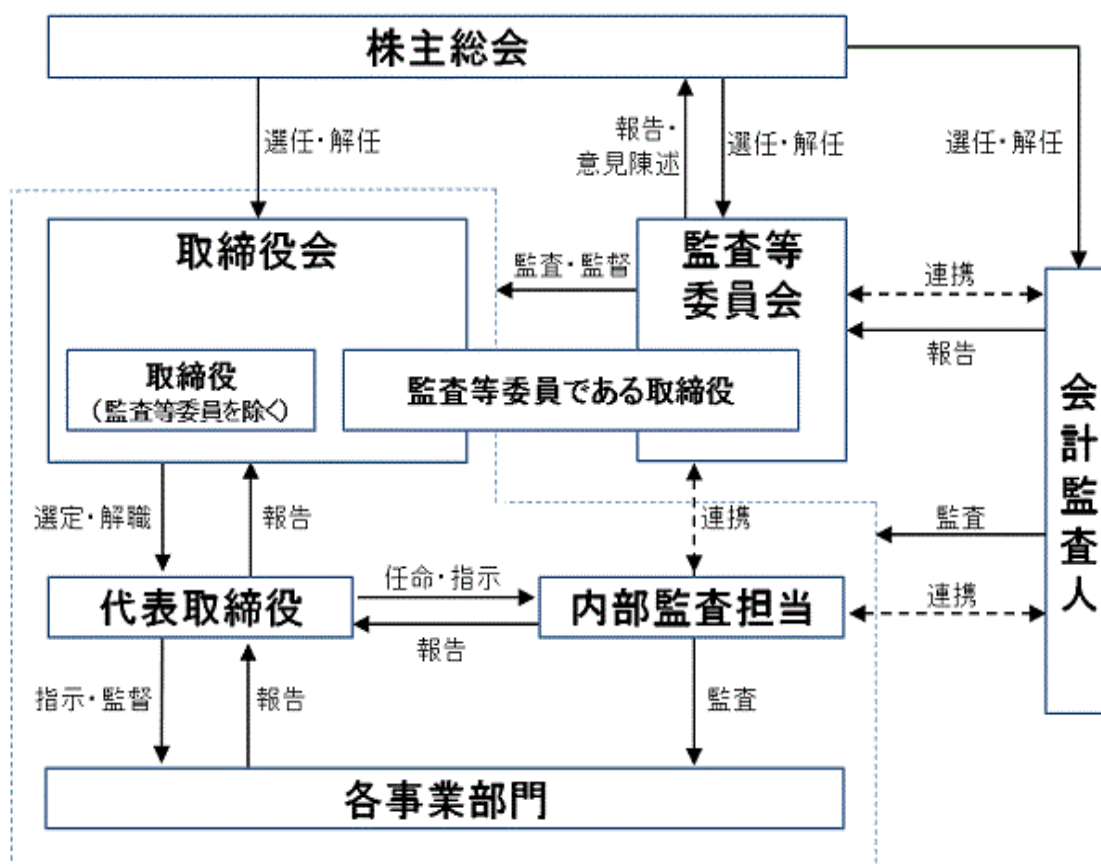 株主総会
選任・解任
報告・
意見陳述
選任・解任
選任・解任
取締役会
監査等
委員会
監査・監督
連携
報告
取締役
（監査等委員を除く）
監査等委員である取締役
会計監査人
選定・解職
報告
連携
監査
代表取締役
任命・指示
報告
内部監査担当
連携
指示・監督
報告
監査
各事業部門